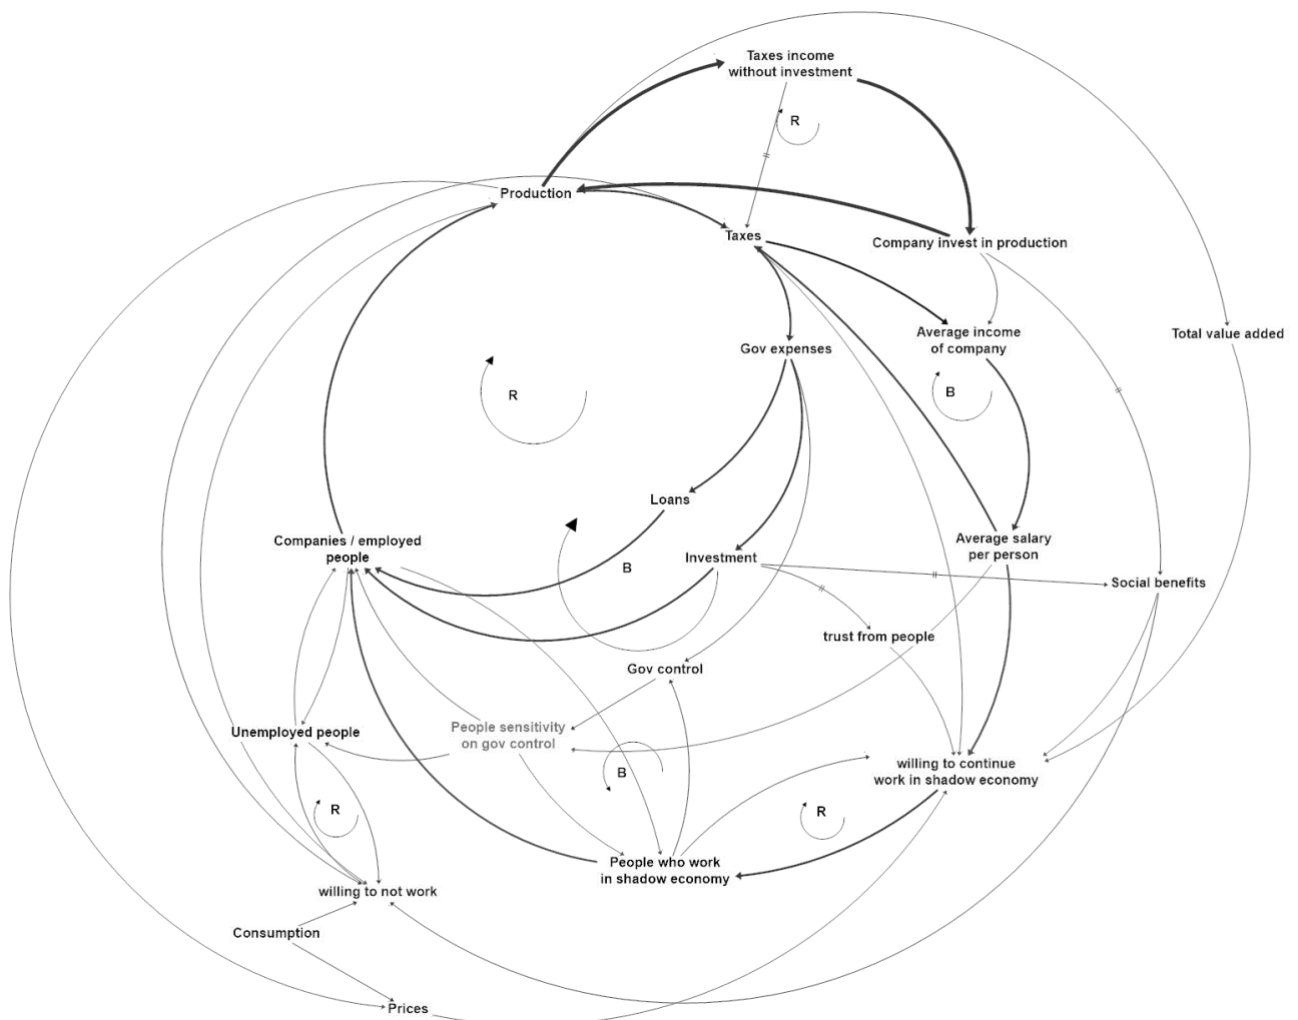 Taxes income
without investment
R
Production
Taxes
Company invest in production
Average income
of company
Total value added
Gov expenses
R
B
Loans
Companies / employed
people
Investment
B
Average salary
per person
Social benefits
trust from people
Gov control
Unemployed people
People sensitivity
on gov control
B
willing to continue
work in shadow economy
R
R
People who work
in shadow economy
willing to not work
Consumption
Prices